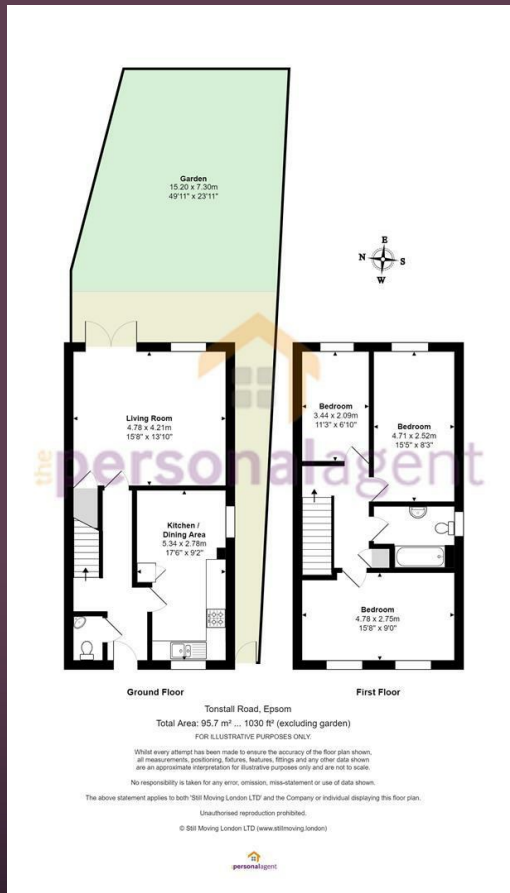 Garden
15.20 x 7.30m
49'11" x 23'11"
E
N
S
W
Living Room
4.78 x 4.21m
15'8" x 13'10"
Bedroom
3.44 x 2.09m
11'3" x 6'10"
Bedroom
4.71 x 2.52m
15'5" x 8'3"
the personalagent
Kitchen /
Dining Area
5.34 x 2.78m
17'6" x 9'2"
Bedroom
4.78 x 2.75m
15'8" x 9'0"
Ground Floor
First Floor
Tonstall Road, Epsom
Total Area: 95.7 m² ... 1030 ft² (excluding garden)
FOR ILLUSTRATIVE PURPOSES ONLY.
Whilst every attempt has been made to ensure the accuracy of the floor plan shown,
all measurements, positioning, fixtures, features, fittings and any other data shown
are an approximate interpretation for illustrative purposes only and are not to scale.
No responsibility is taken for any error, omission, miss-statement or use of data shown.
The above statement applies to both 'Still Moving London LTD' and the Company or individual displaying this floor plan.
Unauthorised reproduction prohibited.
© Still Moving London LTD (www.stillmoving.london)
personalagent